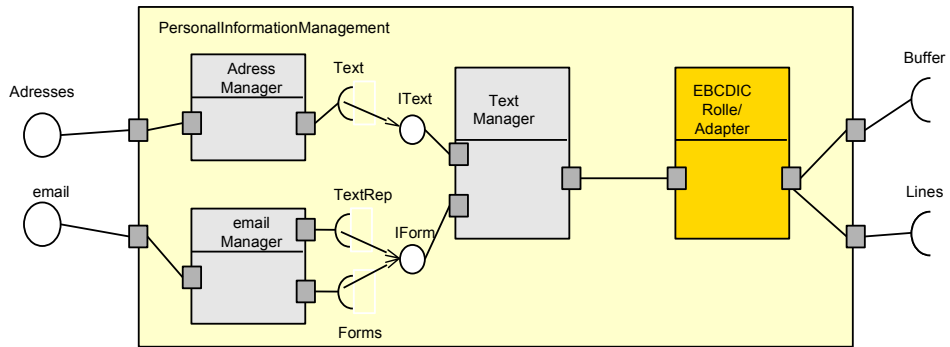 PersonalInformationManagement
Adress
Manager
Text
IText
Text
Manager
EBCDIC
Rolle/
Adapter
Buffer
Adresses
email
email
Manager
TextRep
IForm
Lines
Forms